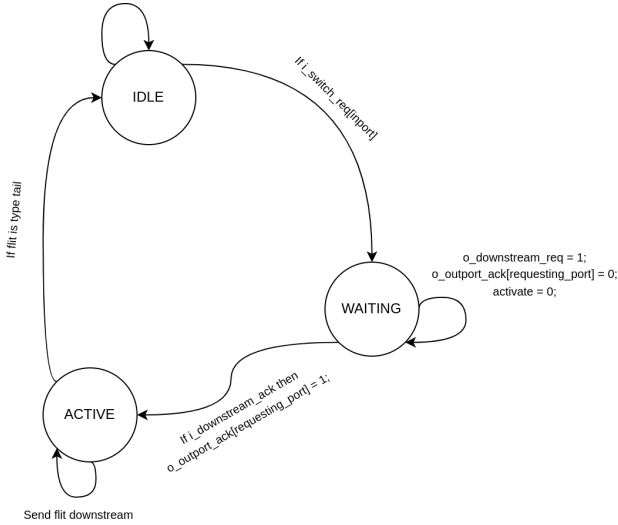 IDLE
If i_switch_req[inport]
If flit is type tail
o_downstream_req = 1;
o_outport_ack[requesting_port] = 0;
activate = 0;
WAITING
If i_downstream_ack then
o_outport_ack[requesting_port] = 1;
ACTIVE
Send flit downstream